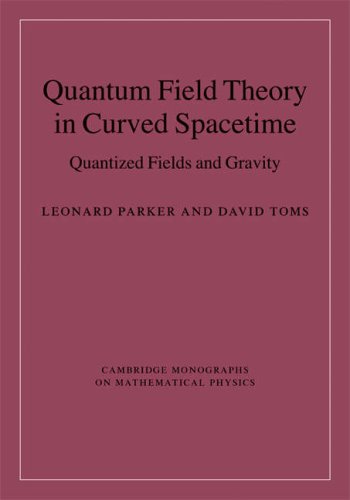 Quantum Field Theory
in Curved Spacetime
Quantized Fields and Gravity
LEONARD PARKER AND DAVID TOMS
CAMBRIDGE MONOGRAPHS
ON MATHEMATICAL PHYSICS